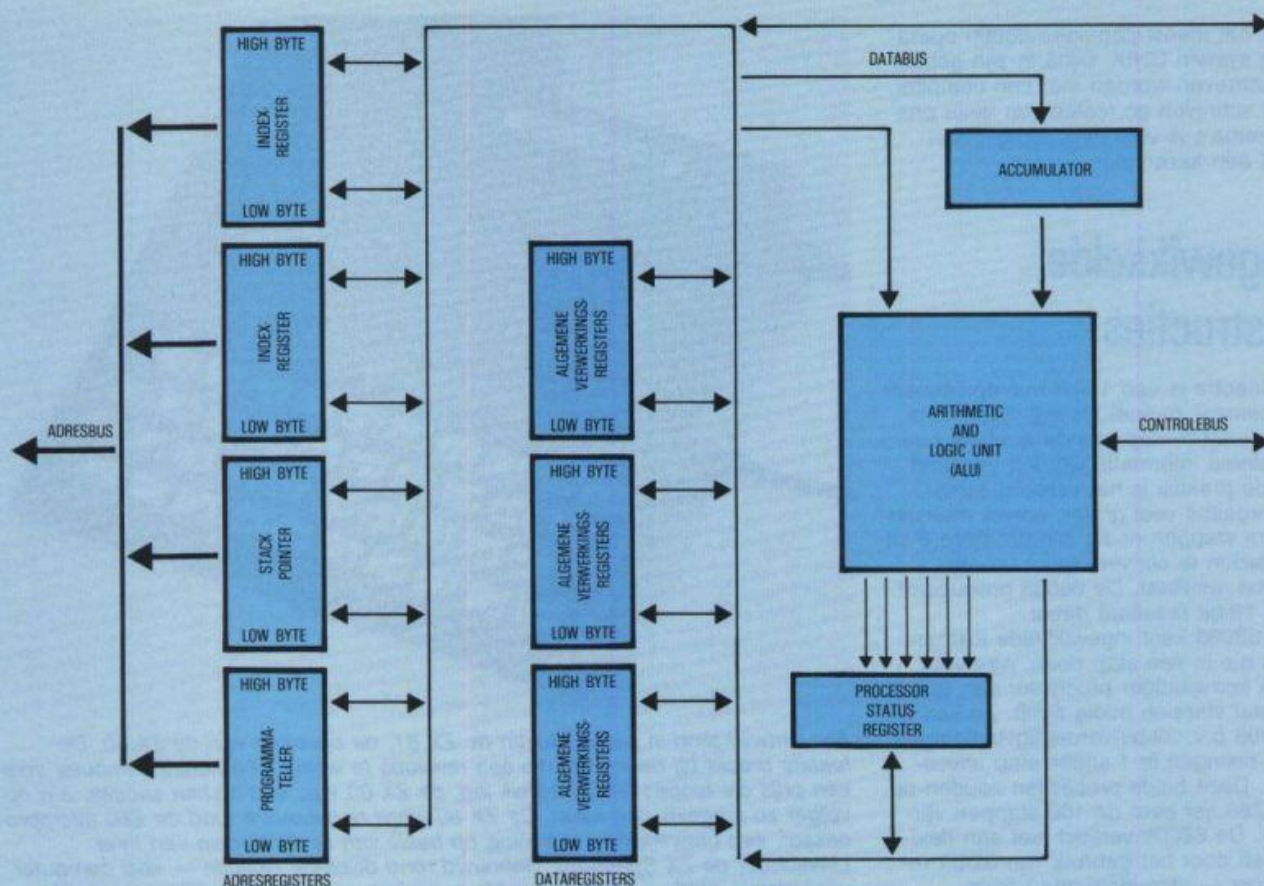 HIGH BYTE
INDEX-
REGISTER
LOW BYTE
HIGH BYTE
INDEX-
REGISTER
LOW BYTE
HIGH BYTE
STACK
POINTER
LOW BYTE
HIGH BYTE
PROGRAMMA-
TELLER
LOW BYTE
ADRESBUS
ADRESREGISTERS
HIGH BYTE
ALGEMENE
VERWERKINGS
REGISTERS
LOW BYTE
HIGH BYTE
ALGEMENE
VERWERKINGS
REGISTERS
LOW BYTE
HIGH BYTE
ALGEMENE
VERWERKINGS-
REGISTERS
LOW BYTE
DATAREGISTERS
DATABUS
ACCUMULATOR
ARITHMETIC
AND
LOGIC UNIT
(ALU)
CONTROLEBUS
PROCESSOR
STATUS-
REGISTER